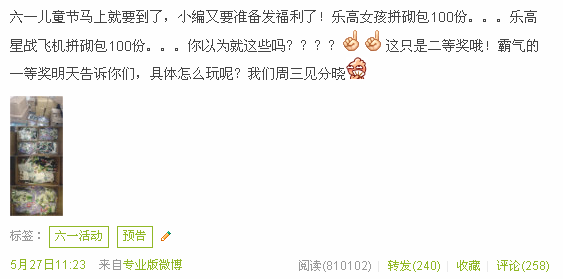 六一儿童节马上就要到了，小编又要准备发福利了！乐高女孩拼砌包100份。。。乐高
星战飞机拼砌包100份。。。你以为就这些吗？？？？这只是二等奖哦！霸气的
一等奖明天告诉你们，具体怎么玩呢？我们周三见分晓
标签： 六一活动 预告
5月27日11:23 来自专业版微博 阅读(810102) | 转发(240) | 收藏 | 评论(258)